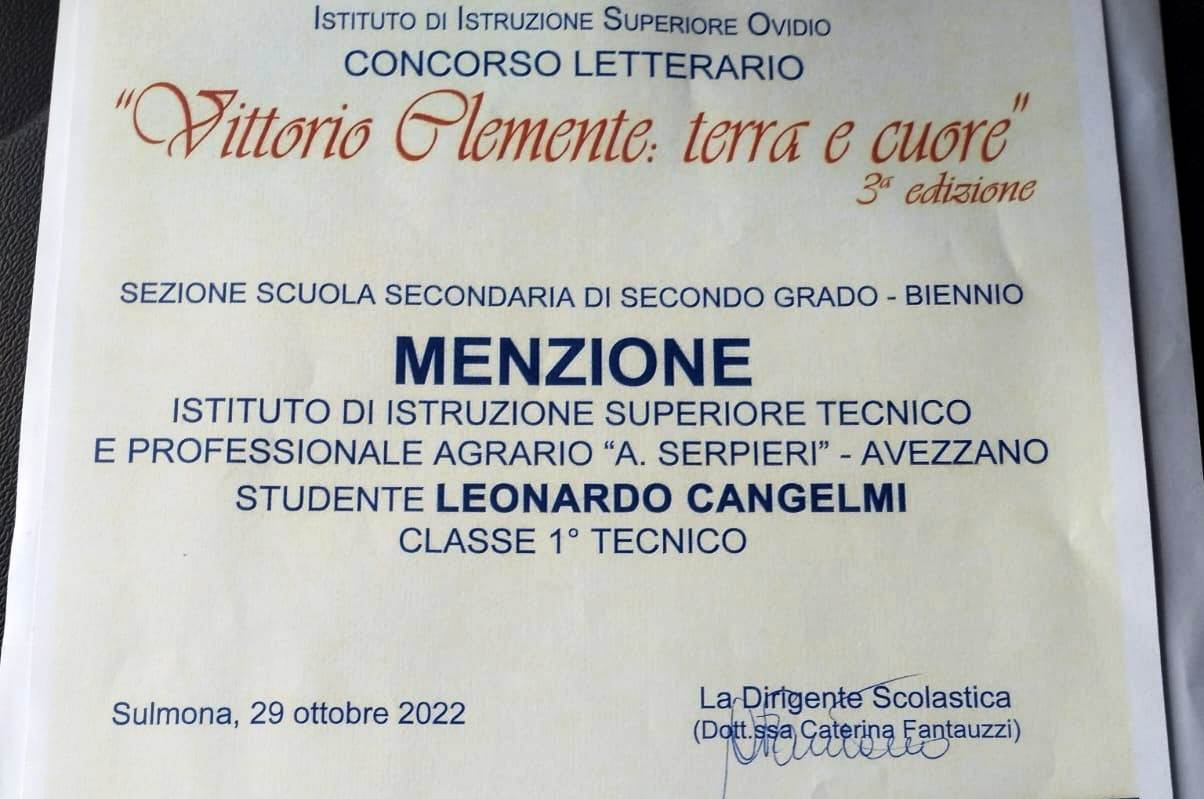 ISTITUTO DI ISTRUZIONE SUPERIORE OVIDIO
CONCORSO LETTERARIO
"Vittorio Clemente: terra e cuore"
3ª edizione
SEZIONE SCUOLA SECONDARIA DI SECONDO GRADO - BIENNIO
MENZIONE
ISTITUTO DI ISTRUZIONE SUPERIORE TECNICO
E PROFESSIONALE AGRARIO “A. SERPIERI” - AVEZZANO
STUDENTE LEONARDO CANGELMI
CLASSE 1° TECNICO
Sulmona, 29 ottobre 2022
La Dirigente Scolastica
(Dott.ssa Caterina Fantauzzi)